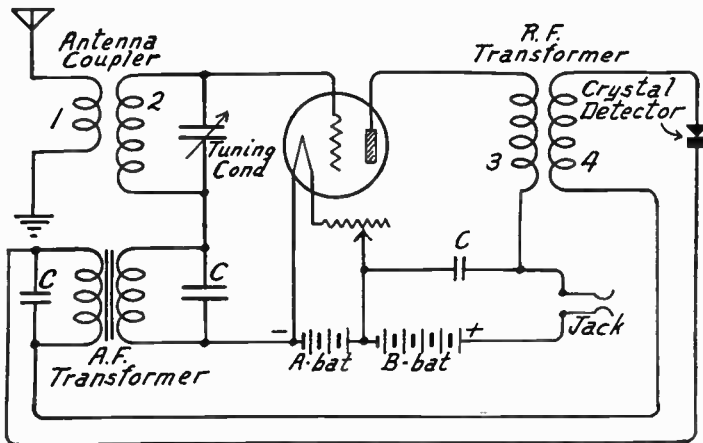 Antenna
Coupler
1
2
Tuning
Cond
R.F.
Transformer
3
4
Crystal
Detector
C
C
C
A.F.
Transformer
-
A-bat
B-bat
+
Jack